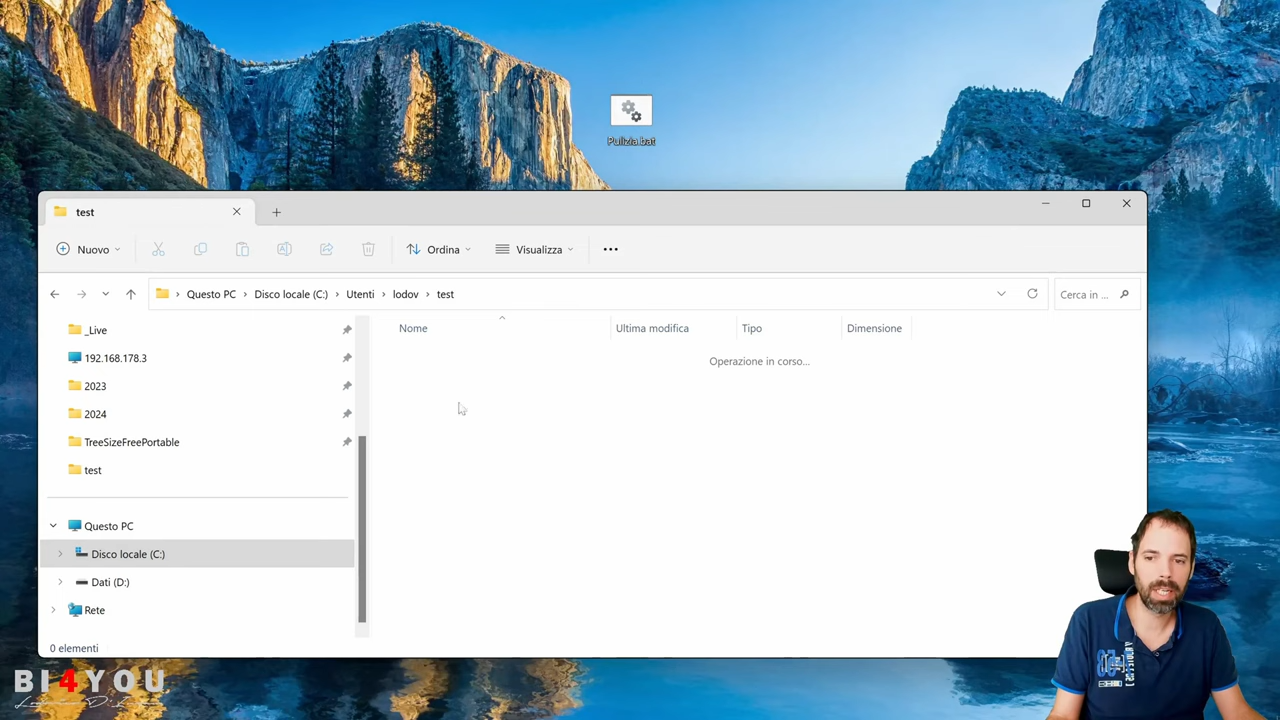 Pulizia.bat
test
Nuovo
Ordina
Visualizza
Questo PC > Disco locale (C:) > Utenti > lodov > test
Cerca in ...
_Live
192.168.178.3
2023
2024
TreeSizeFreePortable
test
Questo PC
Disco locale (C:)
Dati (D:)
Rete
Nome Ultima modifica Tipo Dimensione
Operazione in corso...
0 elementi
BI4YOU